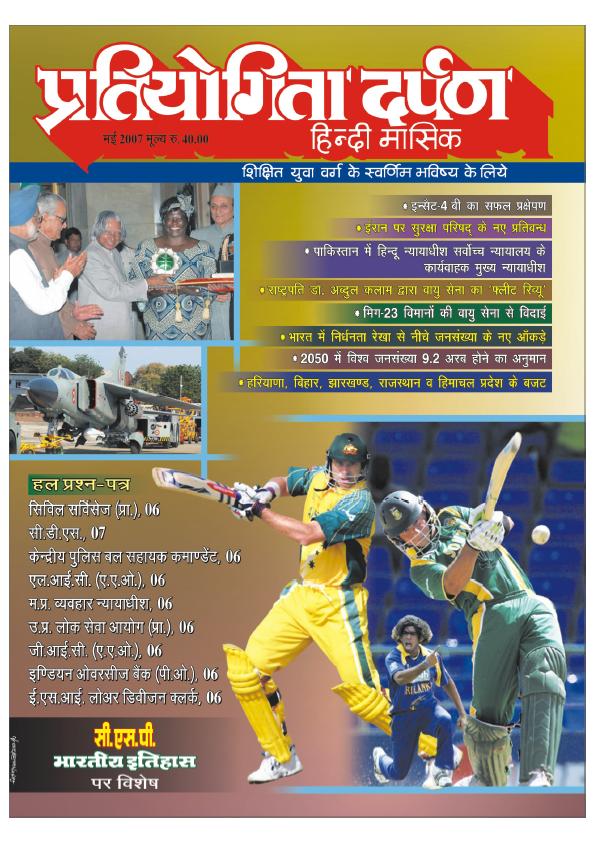 प्रतियोगिता दर्पण
मई 2007 मूल्य रु. 40.00
हिन्दी मासिक
शिक्षित युवा वर्ग के स्वर्णिम भविष्य के लिये
• इन्सेट-4 बी का सफल प्रक्षेपण
• ईरान पर सुरक्षा परिषद् के नए प्रतिबन्ध
• पाकिस्तान में हिन्दू न्यायाधीश सर्वोच्च न्यायालय के
कार्यवाहक मुख्य न्यायाधीश
• राष्ट्रपति डा. अब्दुल कलाम द्वारा वायु सेना का 'फ्लीट रिव्यू'
• मिग-23 विमानों की वायु सेना से विदाई
• भारत में निर्धनता रेखा से नीचे जनसंख्या के नए आँकड़े
• 2050 में विश्व जनसंख्या 9.2 अरब होने का अनुमान
• हरियाणा, बिहार, झारखण्ड, राजस्थान व हिमाचल प्रदेश के बजट
हल प्रश्न-पत्र
सिविल सर्विसेज (प्रा.), 06
सी.डी.एस., 07
केन्द्रीय पुलिस बल सहायक कमाण्डेंट, 06
एल.आई.सी. (ए.ए.ओ.), 06
म.प्र. व्यवहार न्यायाधीश, 06
उ.प्र. लोक सेवा आयोग (प्रा.), 06
जी.आई.सी. (ए.ए.ओ.), 06
इण्डियन ओवरसीज बैंक (पी.ओ.), 06
ई.एस.आई. लोअर डिवीजन क्लर्क, 06
सी.एस.पी.
भारतीय इतिहास
पर विशेष